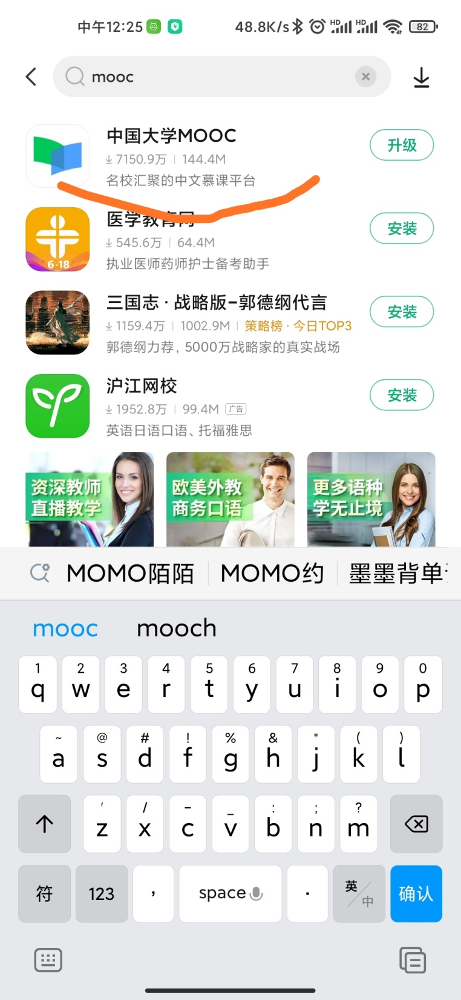 中午12:25
48.8K/s
HD
HD
82
mooc
中国大学MOOC
7150.9万 | 144.4M
名校汇聚的中文慕课平台
升级
医学教育网
545.6万 | 64.4M
执业医师药师护士备考助手
安装
6·18
三国志·战略版-郭德纲代言
1159.4万 | 1002.9M | 策略榜·今日TOP3
郭德纲力荐，5000万战略家的真实战场
安装
沪江网校
1952.8万 | 99.4M 广告
英语日语口语、托福雅思
安装
资深教师
直播教学
欧美外教
商务口语
更多语种
学无止境
MOMO陌陌 | MOMO约 | 墨墨背单
mooc mooch
1 2 3 4 5 6 7 8 9 0
q w e r t y u i o p
~ @ # ! % & * ( )
a s d f g h j k l
' / - _ : ; ?
z x c v b n m
符 123 , space . 英/中 确认